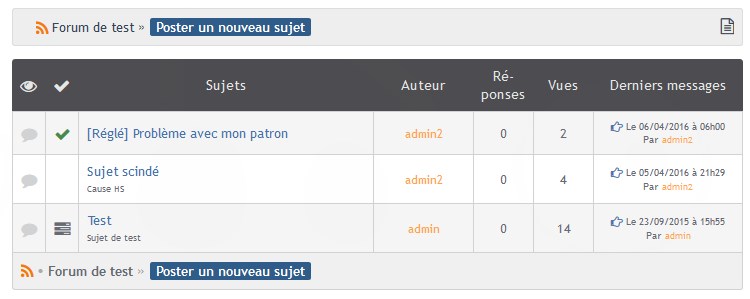 Forum de test » Poster un nouveau sujet
Sujets Auteur Ré-
ponses Vues Derniers messages
[Réglé] Problème avec mon patron admin2 0 2 Le 06/04/2016 à 06h00
Par admin2
Sujet scindé admin2 0 4 Le 05/04/2016 à 21h29
Cause HS Par admin2
Test admin 0 14 Le 23/09/2015 à 15h55
Sujet de test Par admin
• Forum de test » Poster un nouveau sujet